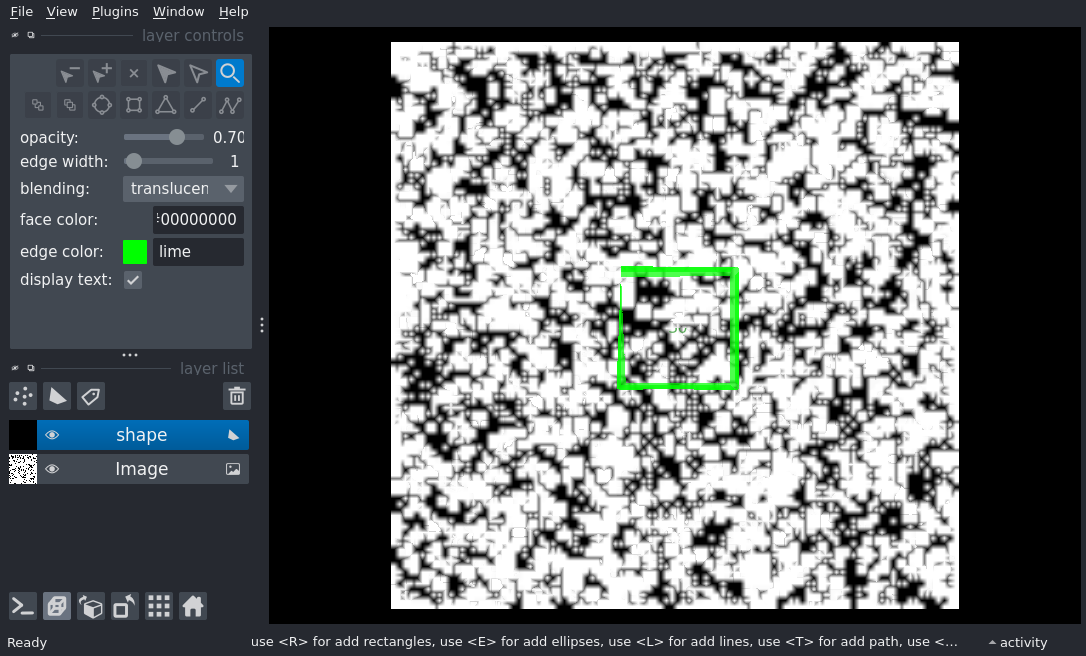 File View Plugins Window Help
layer controls
opacity: 0.70
edge width: 1
blending: translucen
face color: 00000000
edge color: lime
display text:
layer list
shape
Image
Ready
use <R> for add rectangles, use <E> for add ellipses, use <L> for add lines, use <T> for add path, use <...
activity